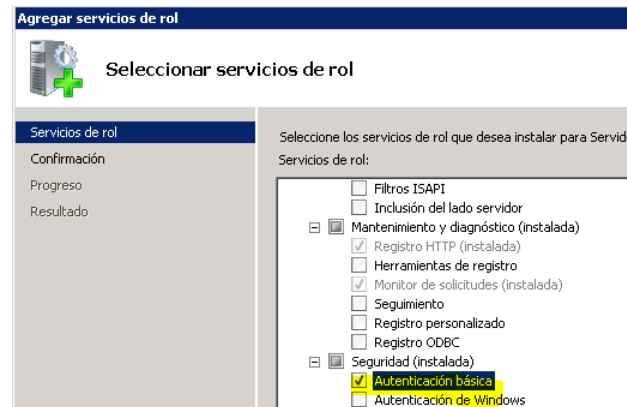 Agregar servicios de rol
Seleccionar servicios de rol
Servicios de rol
Confirmación
Progreso
Resultado
Seleccione los servicios de rol que desea instalar para Servid
Servicios de rol:
Filtros ISAPI
Inclusión del lado servidor
Mantenimiento y diagnóstico (instalada)
Registro HTTP (instalada)
Herramientas de registro
Monitor de solicitudes (instalada)
Seguimiento
Registro personalizado
Registro ODBC
Seguridad (instalada)
Autenticación básica
Autenticación de Windows